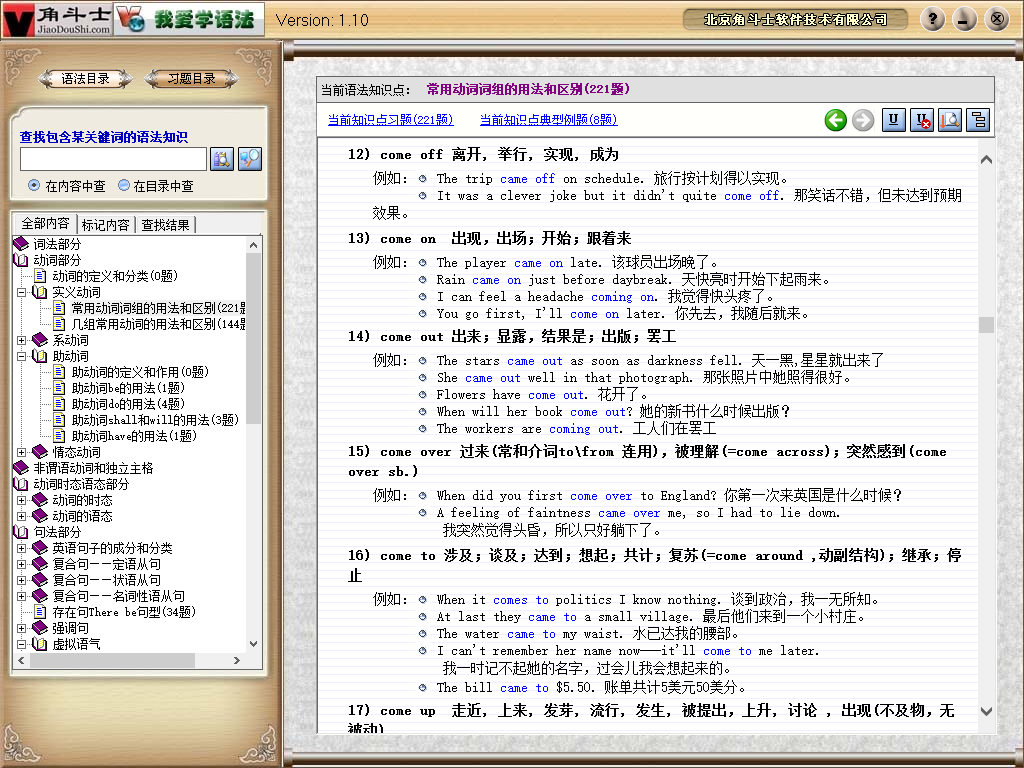 角斗士
JiaoDouShi.com
我爱学语法
Version: 1.10
北京角斗士软件技术有限公司
语法目录
习题目录
查找包含某关键词的语法知识
在内容中查
在目录中查
全部内容
标记内容
查找结果
词法部分
动词部分
动词的定义和分类(0题)
实义动词
常用动词词组的用法和区别(221题
几组常用动词的用法和区别(144题
系动词
助动词
助动词的定义和作用(0题)
助动词be的用法(1题)
助动词do的用法(4题)
助动词shall和will的用法(3题)
助动词have的用法(1题)
情态动词
非谓语动词和独立主格
动词时态语态部分
动词的时态
动词的语态
句法部分
英语句子的成分和分类
复合句——定语从句
复合句——状语从句
复合句——名词性语从句
存在句There be句型(34题)
强调句
虚拟语气
当前语法知识点: 常用动词词组的用法和区别(221题)
当前知识点习题(221题)
当前知识点典型例题(8题)
12) come off 离开，举行，实现，成为
例如: The trip came off on schedule. 旅行按计划得以实现。
It was a clever joke but it didn't quite come off. 那笑话不错，但未达到预期
效果。
13) come on 出现，出场；开始；跟着来
例如: The player came on late. 该球员出场晚了。
Rain came on just before daybreak. 天快亮时开始下起雨来。
I can feel a headache coming on. 我觉得快头疼了。
You go first, I'll come on later. 你先去，我随后就来。
14) come out 出来；显露，结果是；出版；罢工
例如: The stars came out as soon as darkness fell. 天一黑,星星就出来了
She came out well in that photograph. 那张照片中她照得很好。
Flowers have come out. 花开了。
When will her book come out? 她的新书什么时候出版?
The workers are coming out. 工人们在罢工
15) come over 过来(常和介词to\from 连用)，被理解(=come across)；突然感到(come
over sb.)
例如: When did you first come over to England? 你第一次来英国是什么时候?
A feeling of faintness came over me, so I had to lie down.
我突然觉得头昏，所以只好躺下了。
16) come to 涉及；谈及；达到；想起；共计；复苏(=come around ,动副结构)；继承；停
止
例如: When it comes to politics I know nothing. 谈到政治，我一无所知。
At last they came to a small village. 最后他们来到一个小村庄。
The water came to my waist. 水已达我的腰部。
I can't remember her name now——it'll come to me later.
我一时记不起她的名字，过会儿我会想起来的。
The bill came to $5.50. 账单共计5美元50美分。
17) come up 走近，上来，发芽，流行，发生，被提出，上升，讨论 ，出现(不及物，无
被动)